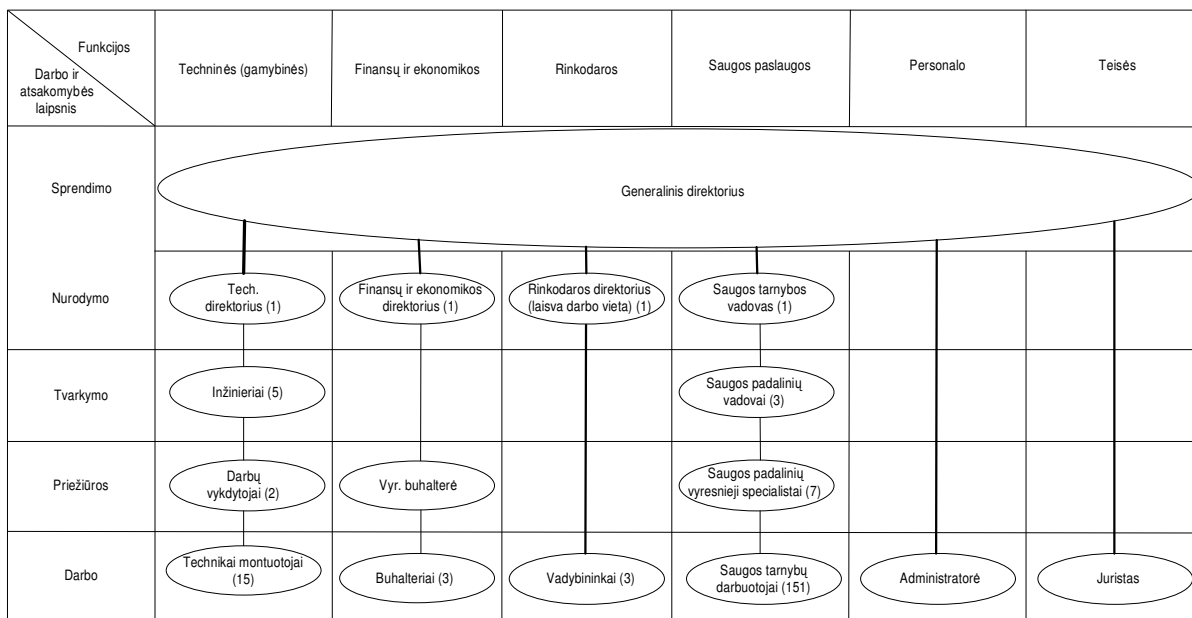 Funkcijos
Darbo ir
atsakomybės
laipsnis
Techninės (gamybinės)
Finansų ir ekonomikos
Rinkodaros
Saugos paslaugos
Personalo
Teisės
Sprendimo
Generalinis direktorius
Nurodymo
Tech.
direktorius (1)
Finansų ir ekonomikos
direktorius (1)
Rinkodaros direktorius
(laisva darbo vieta) (1)
Saugos tarnybos
vadovas (1)
Tvarkymo
Inžinieriai (5)
Saugos padalinių
vadovai (3)
Priežiūros
Darbų
vykdytojai (2)
Vyr. buhalterė
Saugos padalinių
vyresnieji specialistai (7)
Darbo
Technikai montuotojai
(15)
Buhalteriai (3)
Vadybininkai (3)
Saugos tarnybų
darbuotojai (151)
Administratorė
Juristas